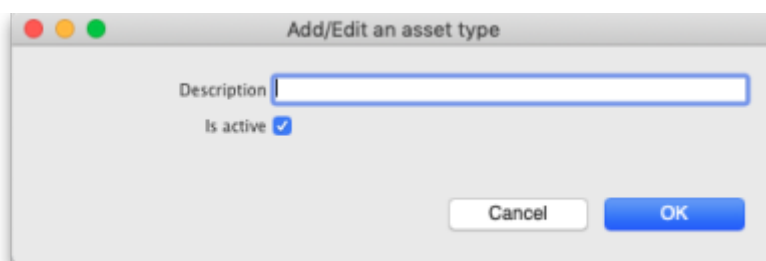 Add/Edit an asset type
Description
Is active
Cancel
OK